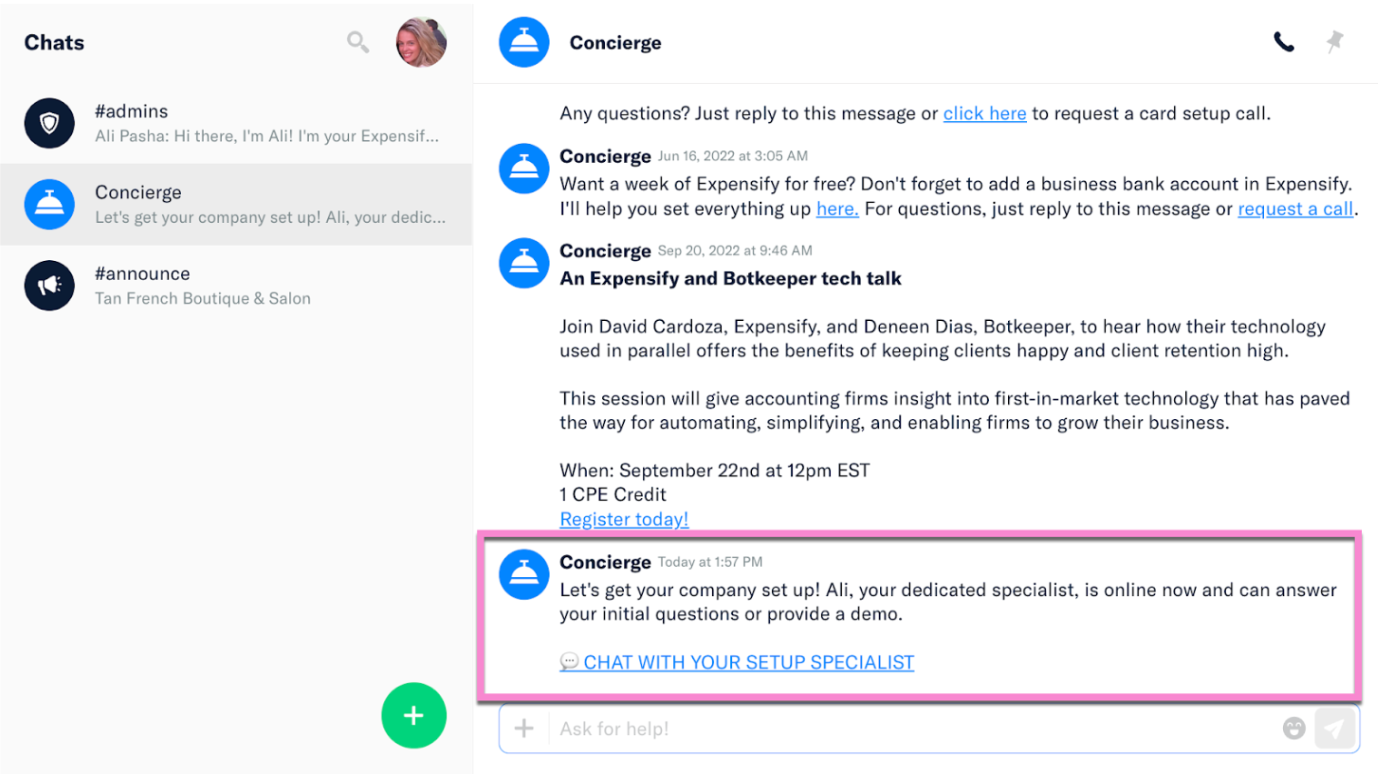 Chats
#admins
Ali Pasha: Hi there, I'm Ali! I'm your Expensif...
Concierge
Let's get your company set up! Ali, your dedic...
#announce
Tan French Boutique & Salon
Concierge
Any questions? Just reply to this message or click here to request a card setup call.
Concierge Jun 16, 2022 at 3:05 AM
Want a week of Expensify for free? Don't forget to add a business bank account in Expensify.
I'll help you set everything up here. For questions, just reply to this message or request a call.
Concierge Sep 20, 2022 at 9:46 AM
An Expensify and Botkeeper tech talk
Join David Cardoza, Expensify, and Deneen Dias, Botkeeper, to hear how their technology
used in parallel offers the benefits of keeping clients happy and client retention high.
This session will give accounting firms insight into first-in-market technology that has paved
the way for automating, simplifying, and enabling firms to grow their business.
When: September 22nd at 12pm EST
1 CPE Credit
Register today!
Concierge Today at 1:57 PM
Let's get your company set up! Ali, your dedicated specialist, is online now and can answer
your initial questions or provide a demo.
💬 CHAT WITH YOUR SETUP SPECIALIST
Ask for help!